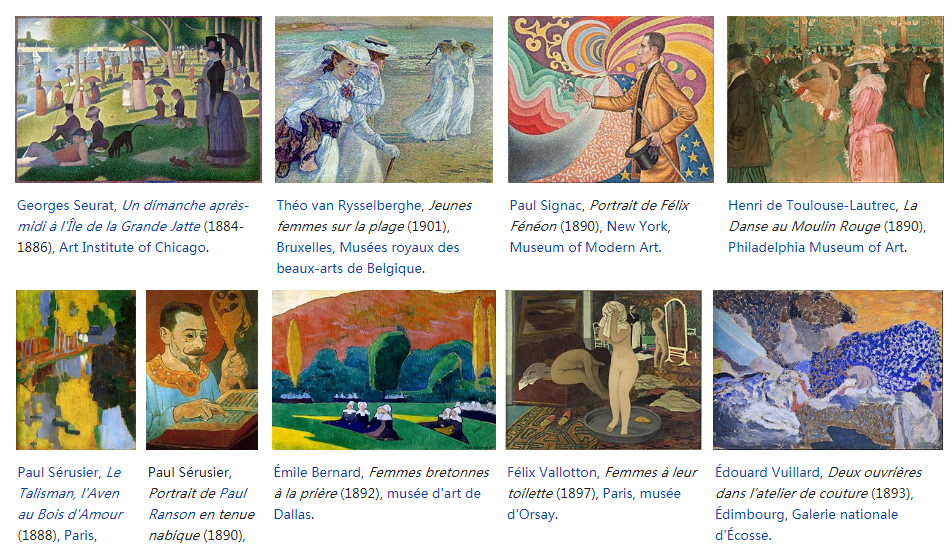 Georges Seurat, Un dimanche après-
midi à l'Île de la Grande Jatte (1884-
1886), Art Institute of Chicago.
Théo van Rysselberghe, Jeunes
femmes sur la plage (1901),
Bruxelles, Musées royaux des
beaux-arts de Belgique.
Paul Signac, Portrait de Félix
Fénéon (1890), New York,
Museum of Modern Art.
Henri de Toulouse-Lautrec, La
Danse au Moulin Rouge (1890),
Philadelphia Museum of Art.
Paul Sérusier, Le
Talisman, l'Aven
au Bois d'Amour
(1888), Paris,
Paul Sérusier,
Portrait de Paul
Ranson en tenue
nabique (1890),
Émile Bernard, Femmes bretonnes
à la prière (1892), musée d'art de
Dallas.
Félix Vallotton, Femmes à leur
toilette (1897), Paris, musée
d'Orsay.
Édouard Vuillard, Deux ouvrières
dans l'atelier de couture (1893),
Édimbourg, Galerie nationale
d'Écosse.